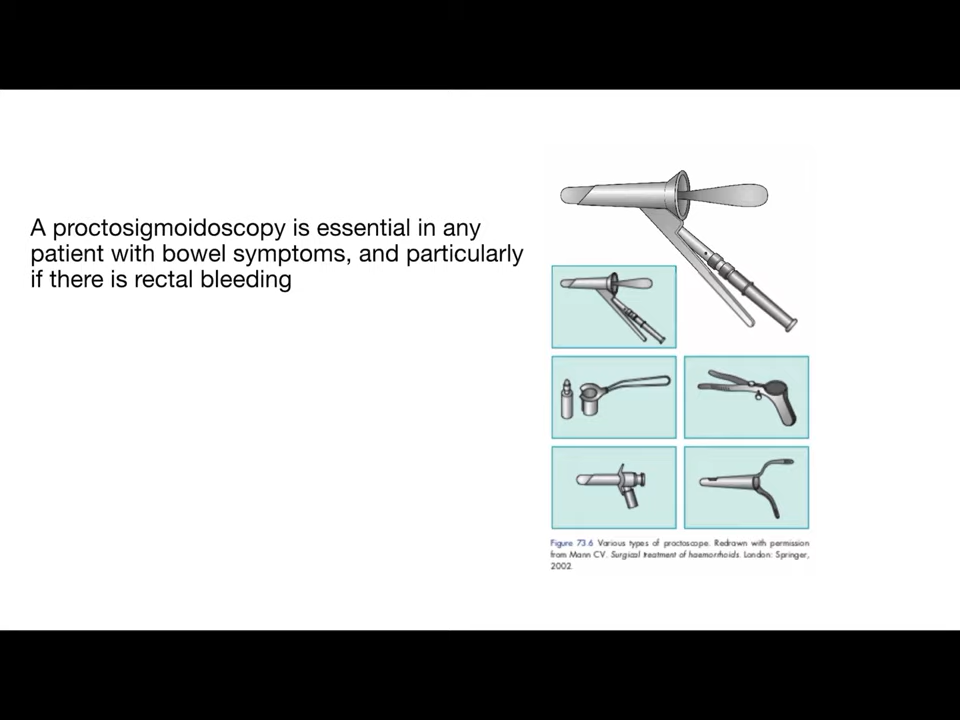 A proctosigmoidoscopy is essential in any
patient with bowel symptoms, and particularly
if there is rectal bleeding
Figure 73.6 Various types of proctoscope. Redrawn with permission
from Mann CV. Surgical treatment of haemorrhoids. London: Springer,
2002